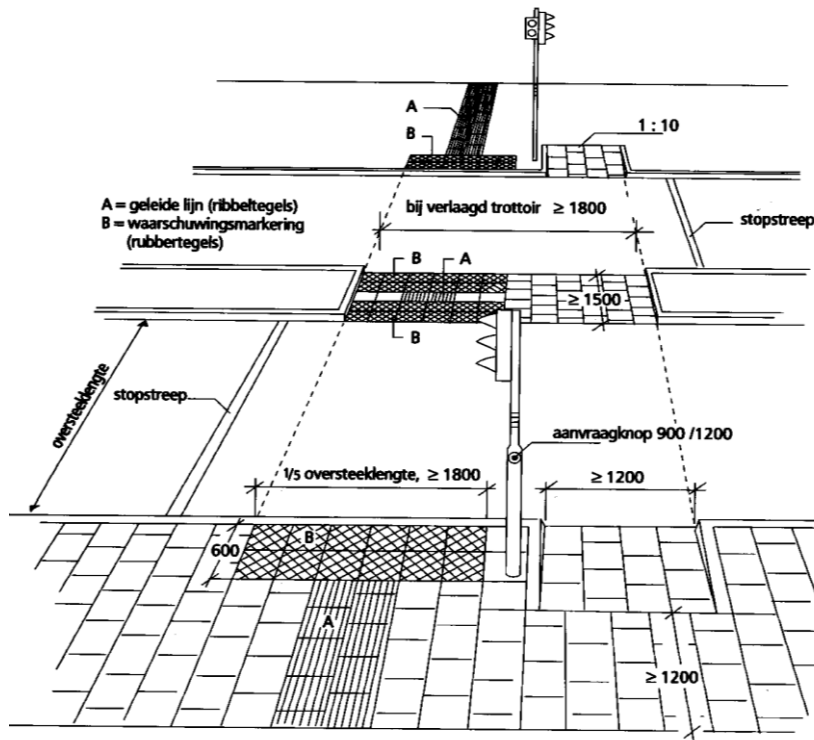 A
B
1 : 10
A = geleide lijn (ribbeltegels)
B = waarschuwingsmarkering
(rubbertegels)
bij verlaagd trottoir ≥ 1800
stopstreep
B
A
≥ 1500
B
oversteeklengte
stopstreep
aanvraagknop 900 /1200
1/5 oversteeklengte, ≥ 1800
≥ 1200
600
B
A
≥ 1200